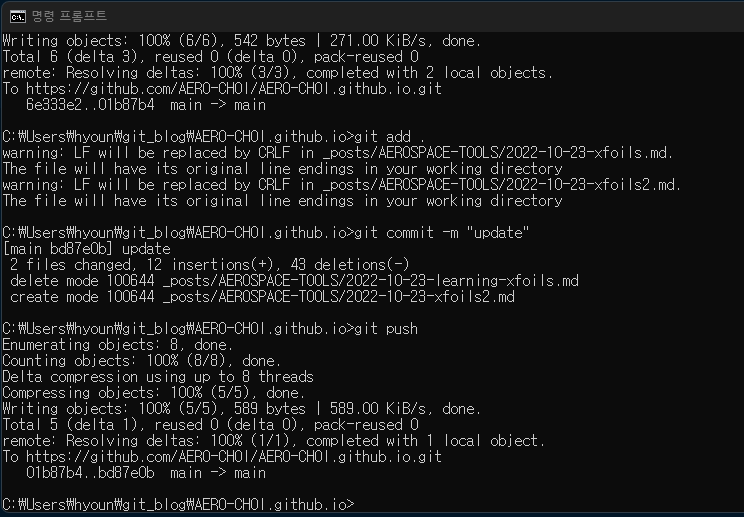 명령 프롬프트
Writing objects: 100% (6/6), 542 bytes | 271.00 KiB/s, done.
Total 6 (delta 3), reused 0 (delta 0), pack-reused 0
remote: Resolving deltas: 100% (3/3), completed with 2 local objects.
To https://github.com/AERO-CHOI/AERO-CHOI.github.io.git
   6e333e2..01b87b4  main -> main
C:₩Users₩hyoun₩git_blog₩AERO-CHOI.github.io>git add .
warning: LF will be replaced by CRLF in _posts/AEROSPACE-TOOLS/2022-10-23-xfoils.md.
The file will have its original line endings in your working directory
warning: LF will be replaced by CRLF in _posts/AEROSPACE-TOOLS/2022-10-23-xfoils2.md.
The file will have its original line endings in your working directory
C:₩Users₩hyoun₩git_blog₩AERO-CHOI.github.io>git commit -m "update"
[main bd87e0b] update
 2 files changed, 12 insertions(+), 43 deletions(-)
 delete mode 100644 _posts/AEROSPACE-TOOLS/2022-10-23-learning-xfoils.md
 create mode 100644 _posts/AEROSPACE-TOOLS/2022-10-23-xfoils2.md
C:₩Users₩hyoun₩git_blog₩AERO-CHOI.github.io>git push
Enumerating objects: 8, done.
Counting objects: 100% (8/8), done.
Delta compression using up to 8 threads
Compressing objects: 100% (5/5), done.
Writing objects: 100% (5/5), 589 bytes | 589.00 KiB/s, done.
Total 5 (delta 1), reused 0 (delta 0), pack-reused 0
remote: Resolving deltas: 100% (1/1), completed with 1 local object.
To https://github.com/AERO-CHOI/AERO-CHOI.github.io.git
   01b87b4..bd87e0b  main -> main
C:₩Users₩hyoun₩git_blog₩AERO-CHOI.github.io>